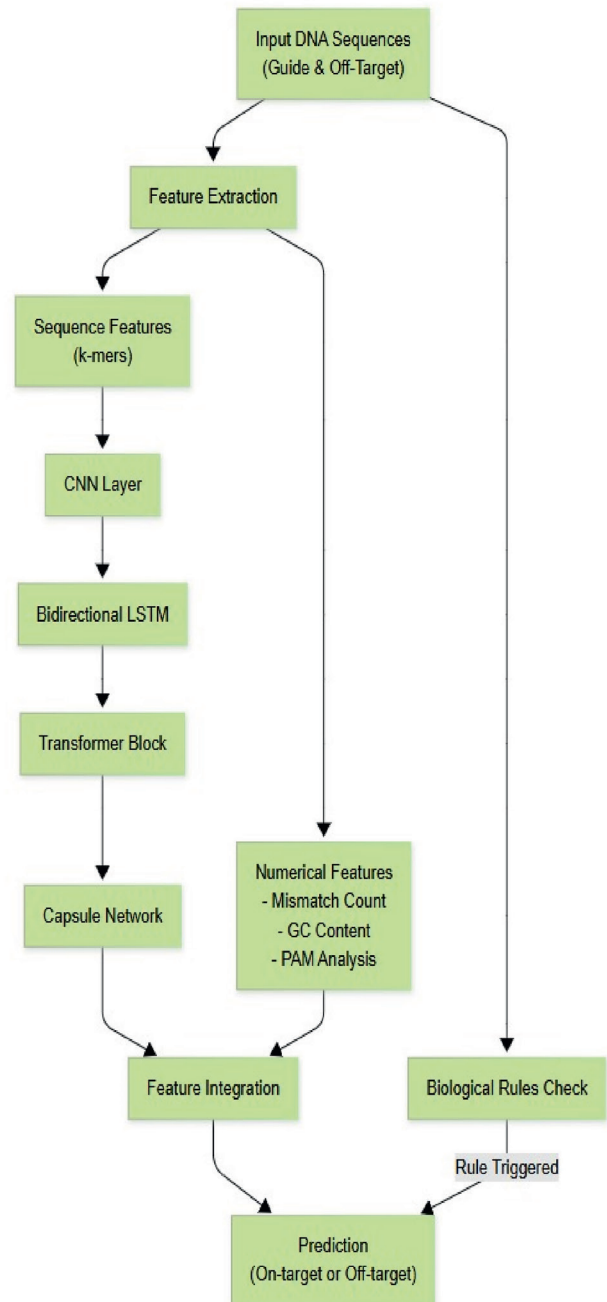 Input DNA Sequences
(Guide & Off-Target)
Feature Extraction
Sequence Features
(k-mers)
CNN Layer
Bidirectional LSTM
Transformer Block
Capsule Network
Numerical Features
- Mismatch Count
- GC Content
- PAM Analysis
Feature Integration
Biological Rules Check
Rule Triggered
Prediction
(On-target or Off-target)